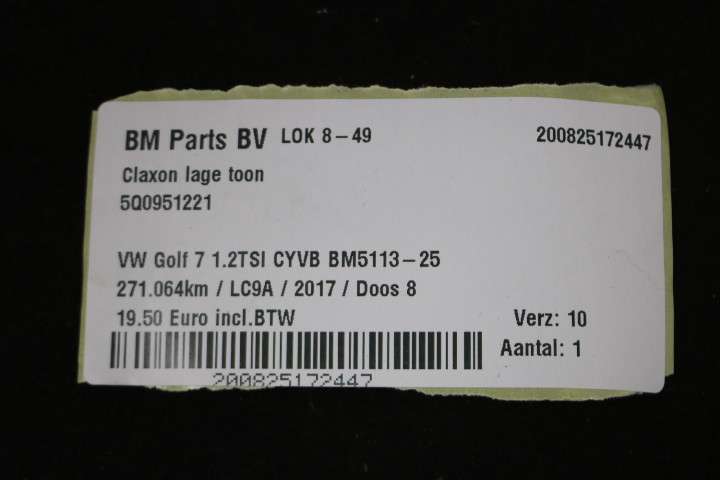 BM Parts BV LOK 8-49 200825172447
Claxon lage toon
5Q0951221
VW Golf 7 1.2TSI CYVB BM5113-25
271.064km / LC9A / 2017 / Doos 8
19.50 Euro incl.BTW Verz: 10
Aantal: 1
200825172447